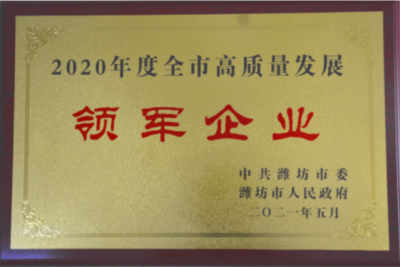 2020年度全市高质量发展
领军企业
中共潍坊市委
潍坊市人民政府
二〇二一年五月